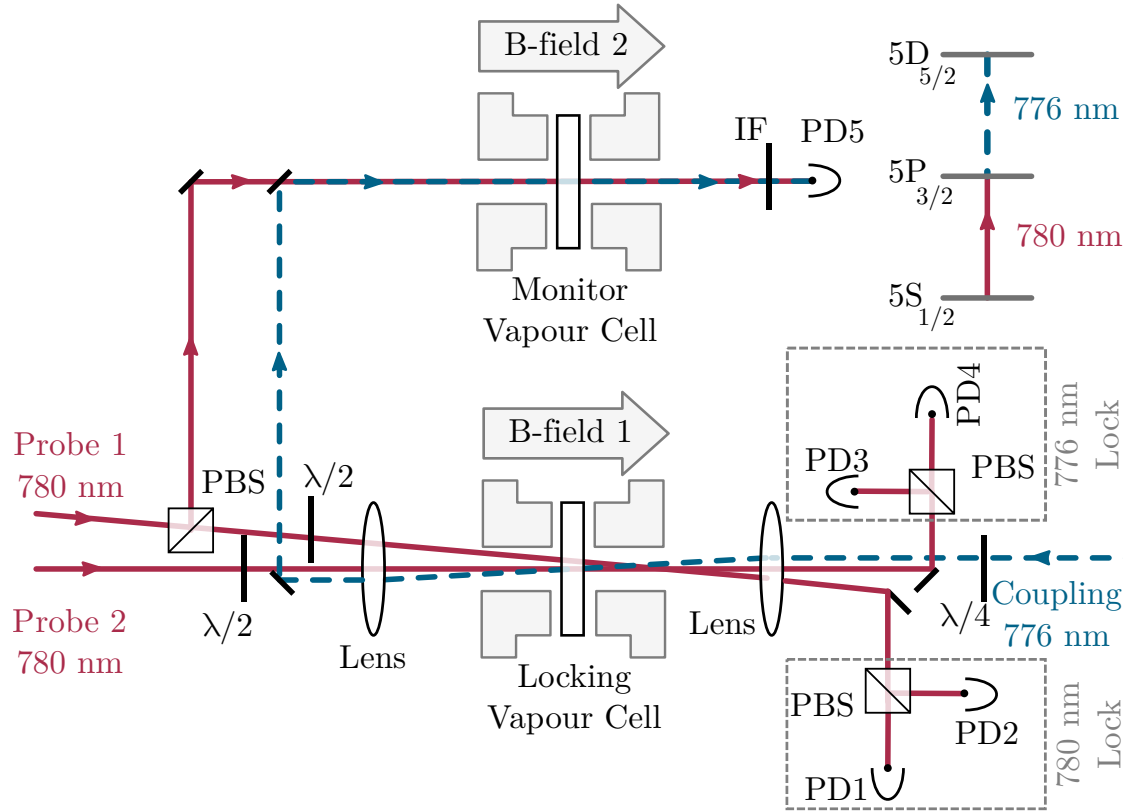 B-field 2
5D 5/2
776 nm
IF
PD5
5P 3/2
780 nm
5S 1/2
Monitor
Vapour Cell
Probe 1
780 nm
PBS
λ/2
B-field 1
PD4
PD3
PBS
776 nm
Lock
Probe 2
780 nm
λ/2
Lens
Locking
Vapour Cell
Lens
λ/4
Coupling
776 nm
PBS
PD2
PD1
780 nm
Lock